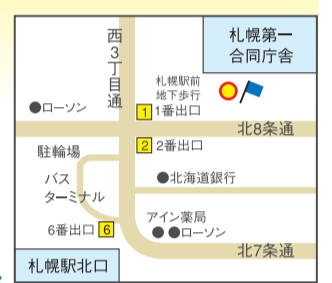 西3丁目通
札幌第一
合同庁舎
札幌駅前
地下歩行
●ローソン
1 1番出口
北8条通
駐輪場
2 2番出口
バス
ターミナル
●北海道銀行
アイン薬局
6番出口 6
●●ローソン
北7条通
札幌駅北口